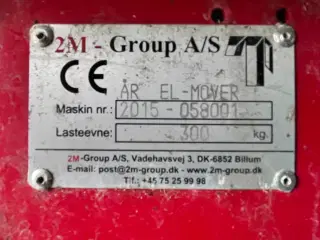 2M - Group A/S
CE
ÅR EL-MOVER
Maskin nr.: 2015-058001-
Lasteevne: 300 kg.
2M-Group A/S, Vadehavsvej 3, DK-6852 Billum
E-mail: post@2m-group.dk - www.2m-group.dk
Tlf.: +45 75 25 99 98